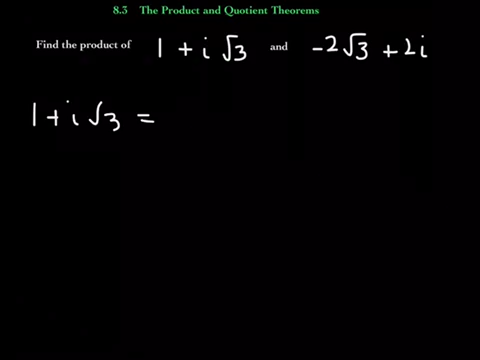 8.3 The Product and Quotient Theorems
Find the product of 1 + i √3 and -2√3 + 2i
1 + i √3 =